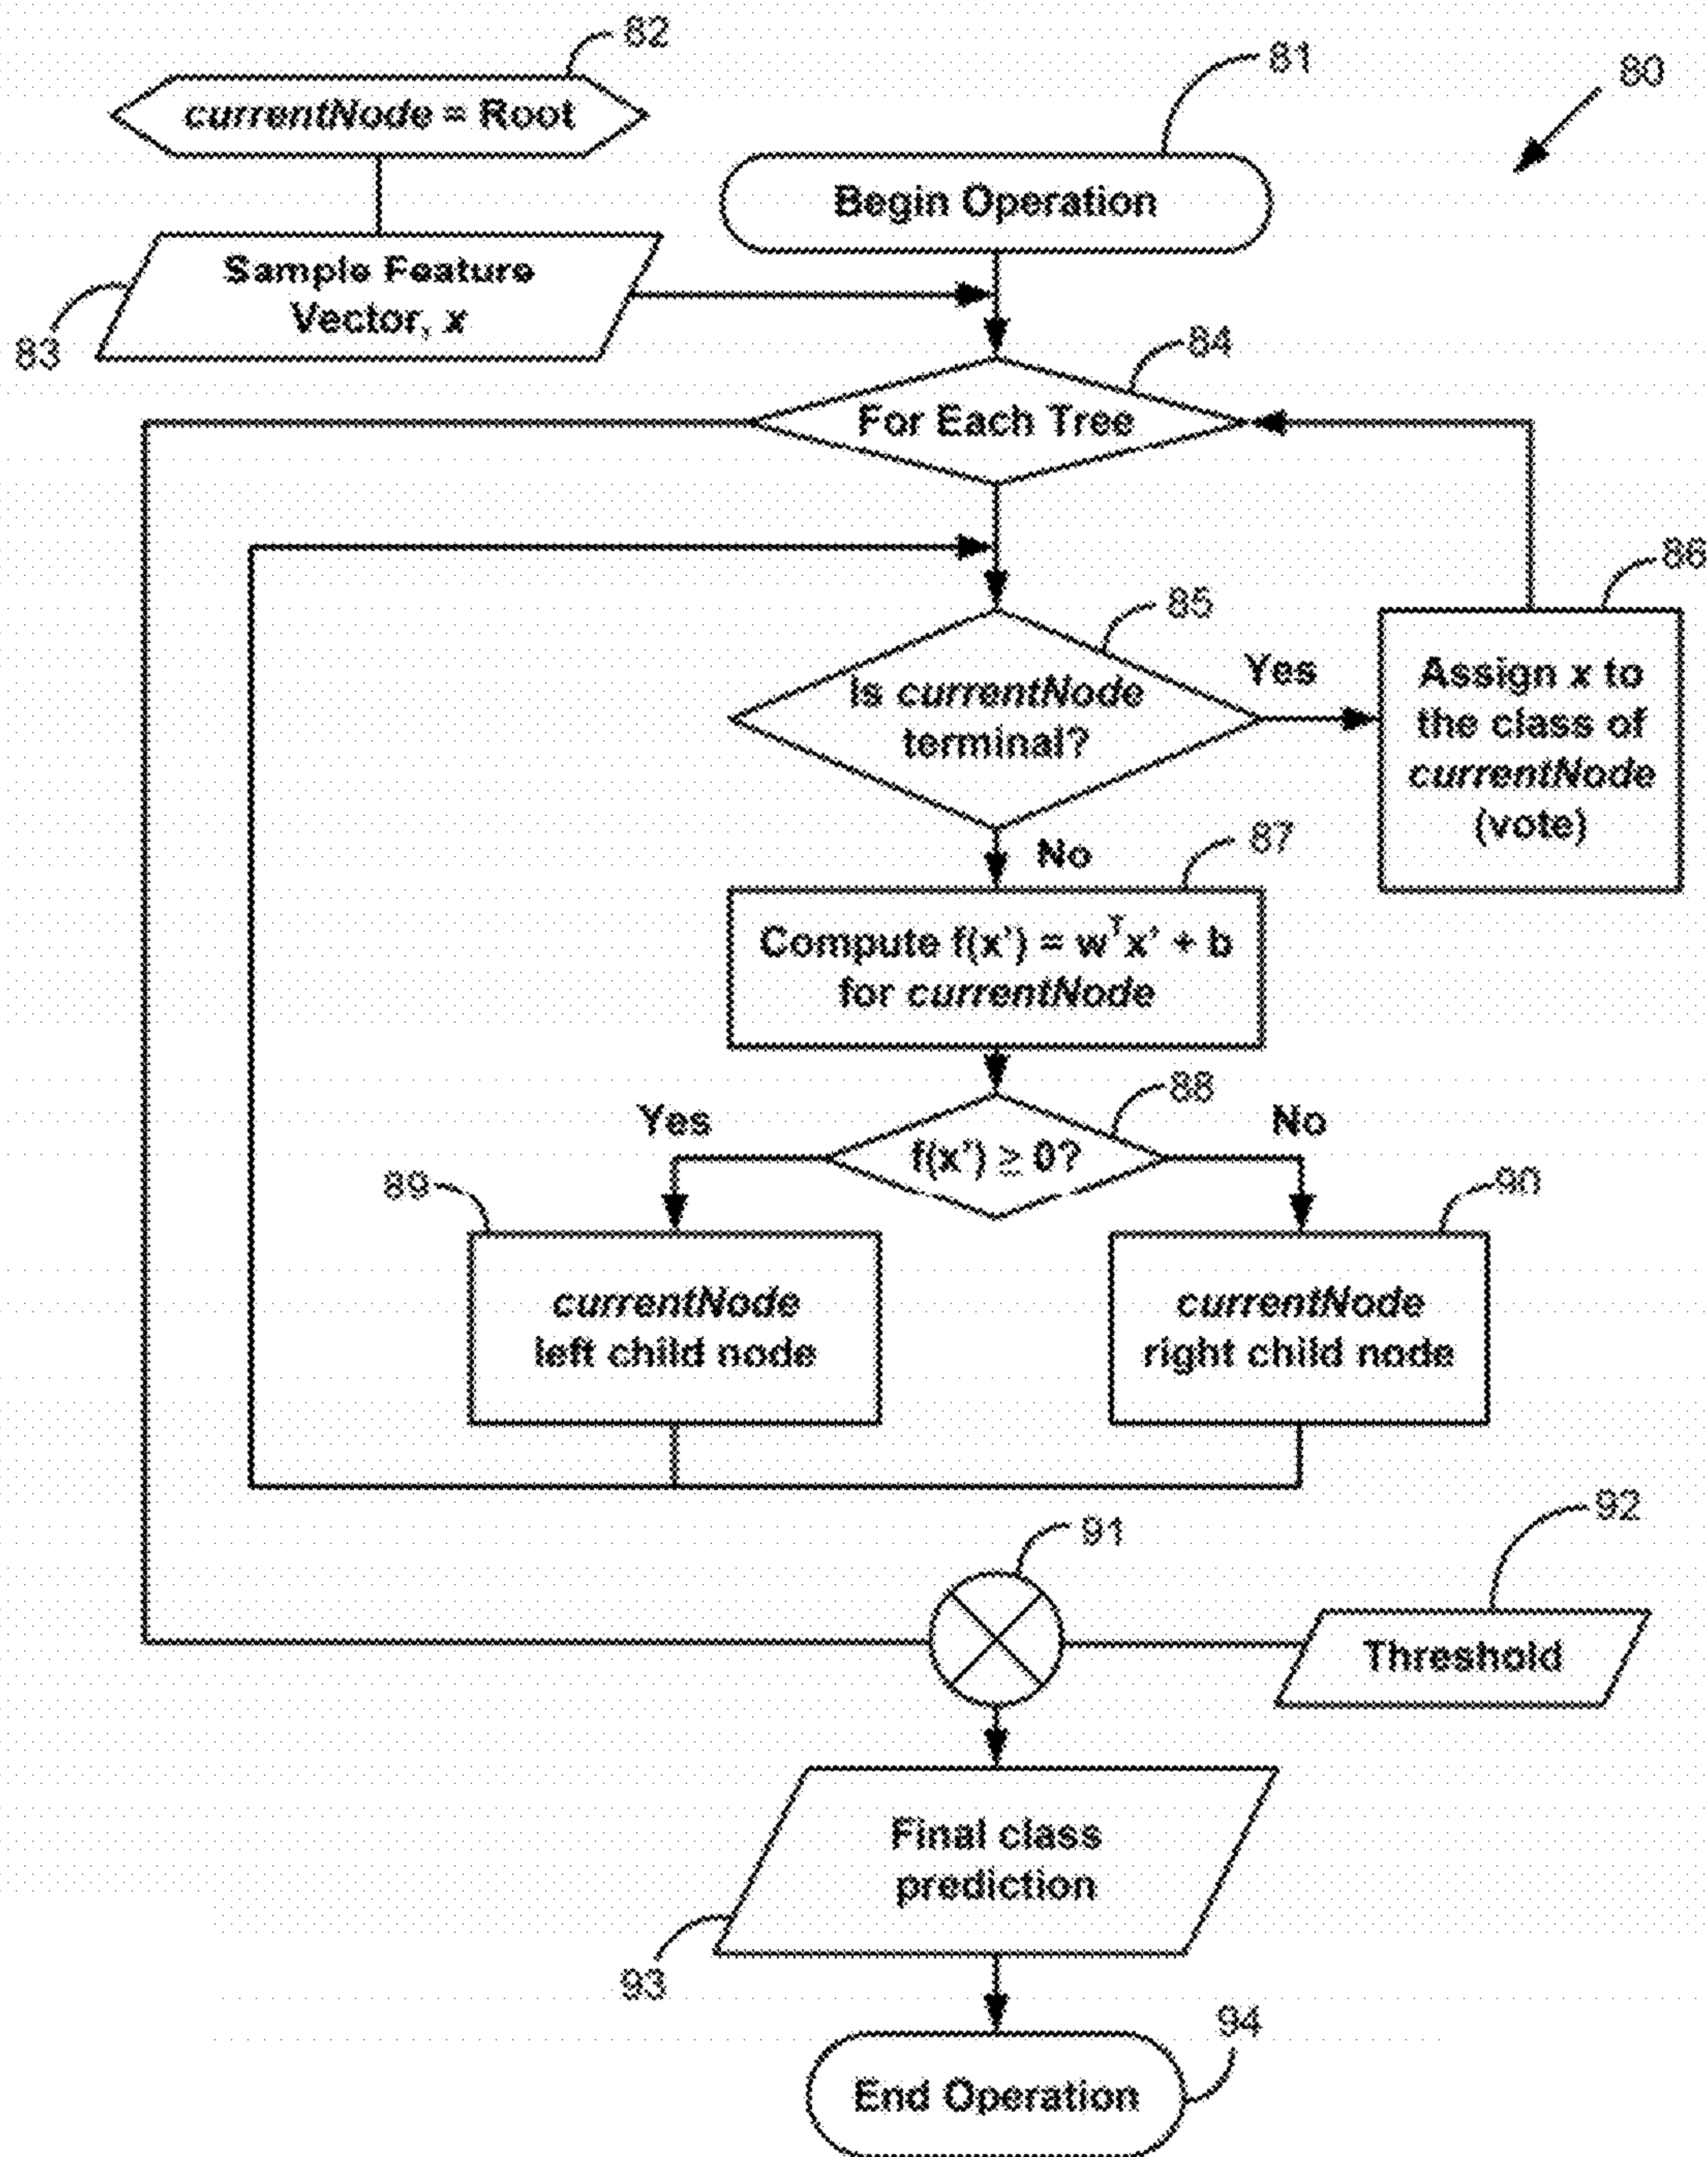 82
currentNode = Root
81
80
Begin Operation
Sample Feature
Vector, x
83
84
For Each Tree
86
85
Is currentNode
terminal?
Yes
Assign x to
the class of
currentNode
(vote)
No
87
Compute f(x') = wᵀx' + b
for currentNode
88
Yes
No
f(x') ≥ 0?
89
90
currentNode
left child node
currentNode
right child node
92
91
Threshold
Final class
prediction
93
94
End Operation